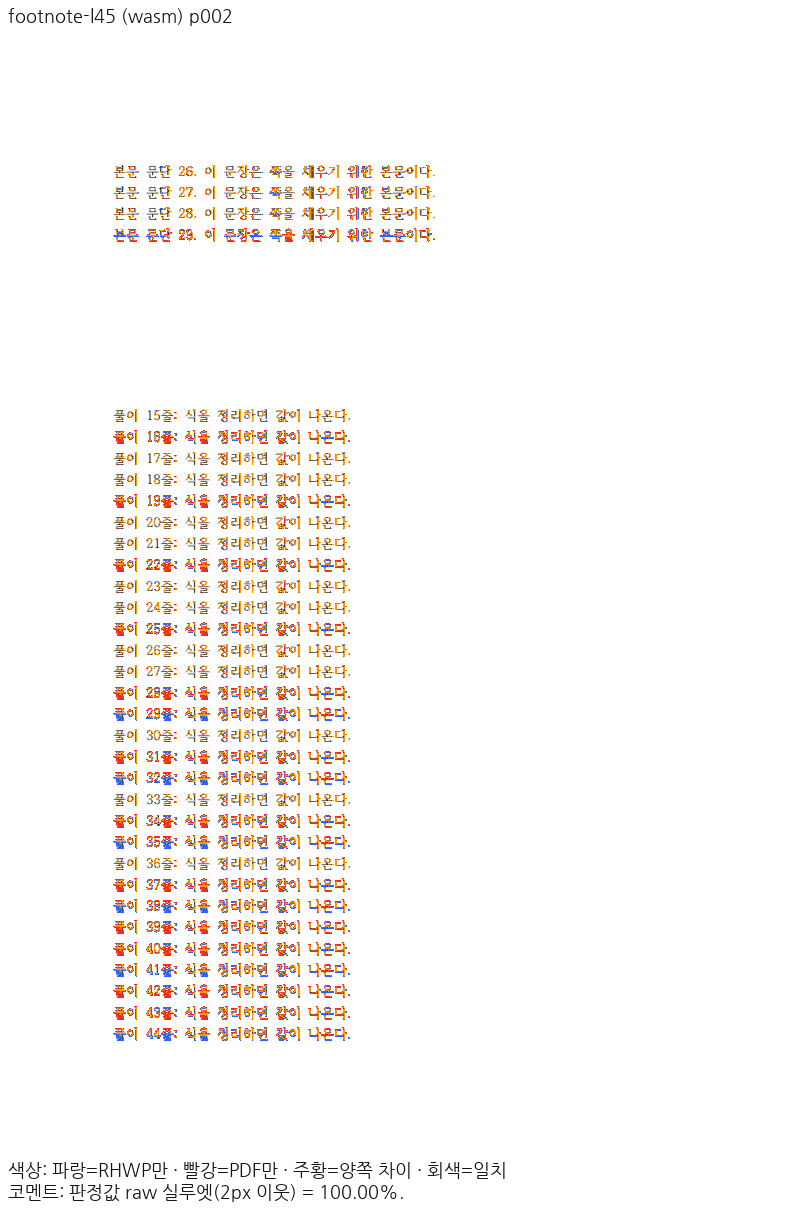 footnote-l45 (wasm) p002
본문 문단 26. 이 문장은 쪽을 채우기 위한 본문이다.
본문 문단 27. 이 문장은 쪽을 채우기 위한 본문이다.
본문 문단 28. 이 문장은 쪽을 채우기 위한 본문이다.
본문 문단 29. 이 문장은 쪽을 채우기 위한 본문이다.
풀이 15줄: 식을 정리하면 값이 나온다.
풀이 16줄: 식을 정리하면 값이 나온다.
풀이 17줄: 식을 정리하면 값이 나온다.
풀이 18줄: 식을 정리하면 값이 나온다.
풀이 19줄: 식을 정리하면 값이 나온다.
풀이 20줄: 식을 정리하면 값이 나온다.
풀이 21줄: 식을 정리하면 값이 나온다.
풀이 22줄: 식을 정리하면 값이 나온다.
풀이 23줄: 식을 정리하면 값이 나온다.
풀이 24줄: 식을 정리하면 값이 나온다.
풀이 25줄: 식을 정리하면 값이 나온다.
풀이 26줄: 식을 정리하면 값이 나온다.
풀이 27줄: 식을 정리하면 값이 나온다.
풀이 28줄: 식을 정리하면 값이 나온다.
풀이 29줄: 식을 정리하면 값이 나온다.
풀이 30줄: 식을 정리하면 값이 나온다.
풀이 31줄: 식을 정리하면 값이 나온다.
풀이 32줄: 식을 정리하면 값이 나온다.
풀이 33줄: 식을 정리하면 값이 나온다.
풀이 34줄: 식을 정리하면 값이 나온다.
풀이 35줄: 식을 정리하면 값이 나온다.
풀이 36줄: 식을 정리하면 값이 나온다.
풀이 37줄: 식을 정리하면 값이 나온다.
풀이 38줄: 식을 정리하면 값이 나온다.
풀이 39줄: 식을 정리하면 값이 나온다.
풀이 40줄: 식을 정리하면 값이 나온다.
풀이 41줄: 식을 정리하면 값이 나온다.
풀이 42줄: 식을 정리하면 값이 나온다.
풀이 43줄: 식을 정리하면 값이 나온다.
풀이 44줄: 식을 정리하면 값이 나온다.
색상: 파랑=RHWP만 · 빨강=PDF만 · 주황=양쪽 차이 · 회색=일치
코멘트: 판정값 raw 실루엣(2px 이웃) = 100.00%.